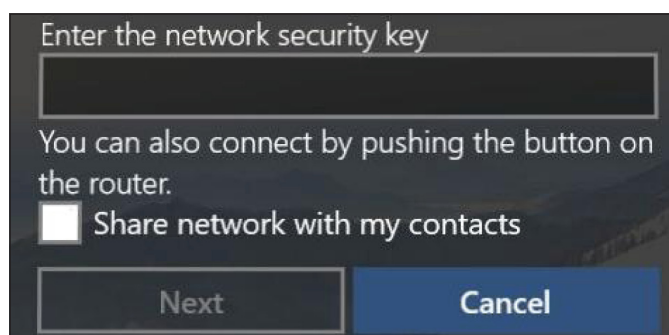 Enter the network security key
You can also connect by pushing the button on
the router.
Share network with my contacts
Next
Cancel